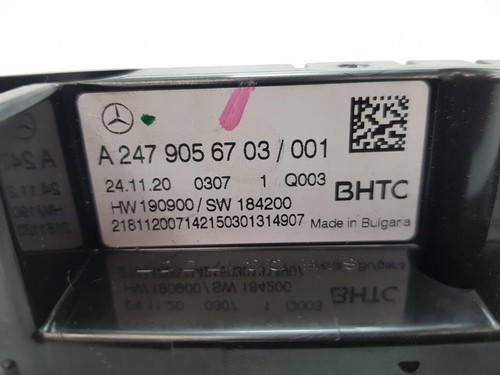 A 247 905 67 03 / 001
24.11.20 0307 1 Q003
BHTC
HW 190900 / SW 184200
218112007142150301314907 Made in Bulgaria